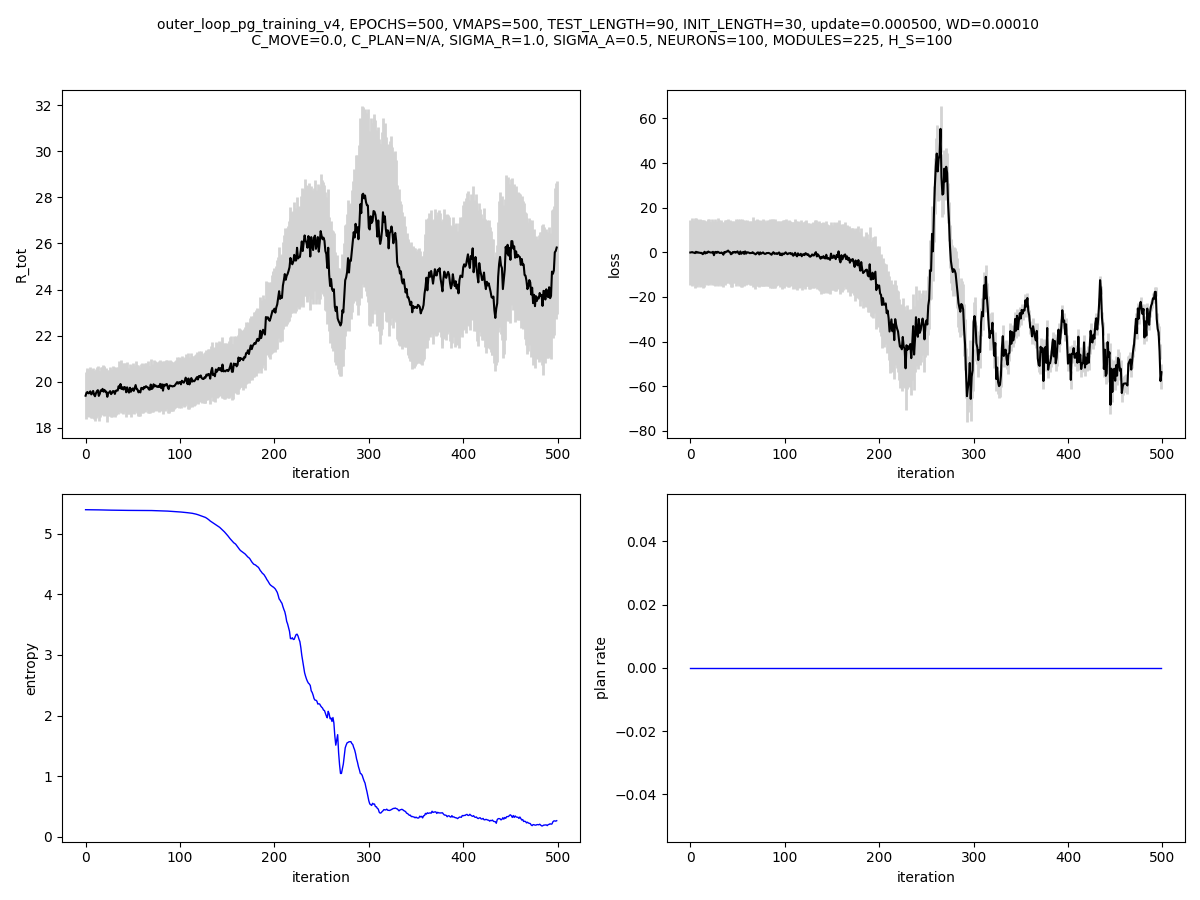 outer_loop_pg_training_v4, EPOCHS=500, VMAPS=500, TEST_LENGTH=90, INIT_LENGTH=30, update=0.000500, WD=0.00010
C_MOVE=0.0, C_PLAN=N/A, SIGMA_R=1.0, SIGMA_A=0.5, NEURONS=100, MODULES=225, H_S=100
R_tot
32
30
28
26
24
22
20
18
0 100 200 300 400 500
iteration
loss
60
40
20
0
−20
−40
−60
−80
0 100 200 300 400 500
iteration
entropy
5
4
3
2
1
0
0 100 200 300 400 500
iteration
plan rate
0.04
0.02
0.00
−0.02
−0.04
0 100 200 300 400 500
iteration